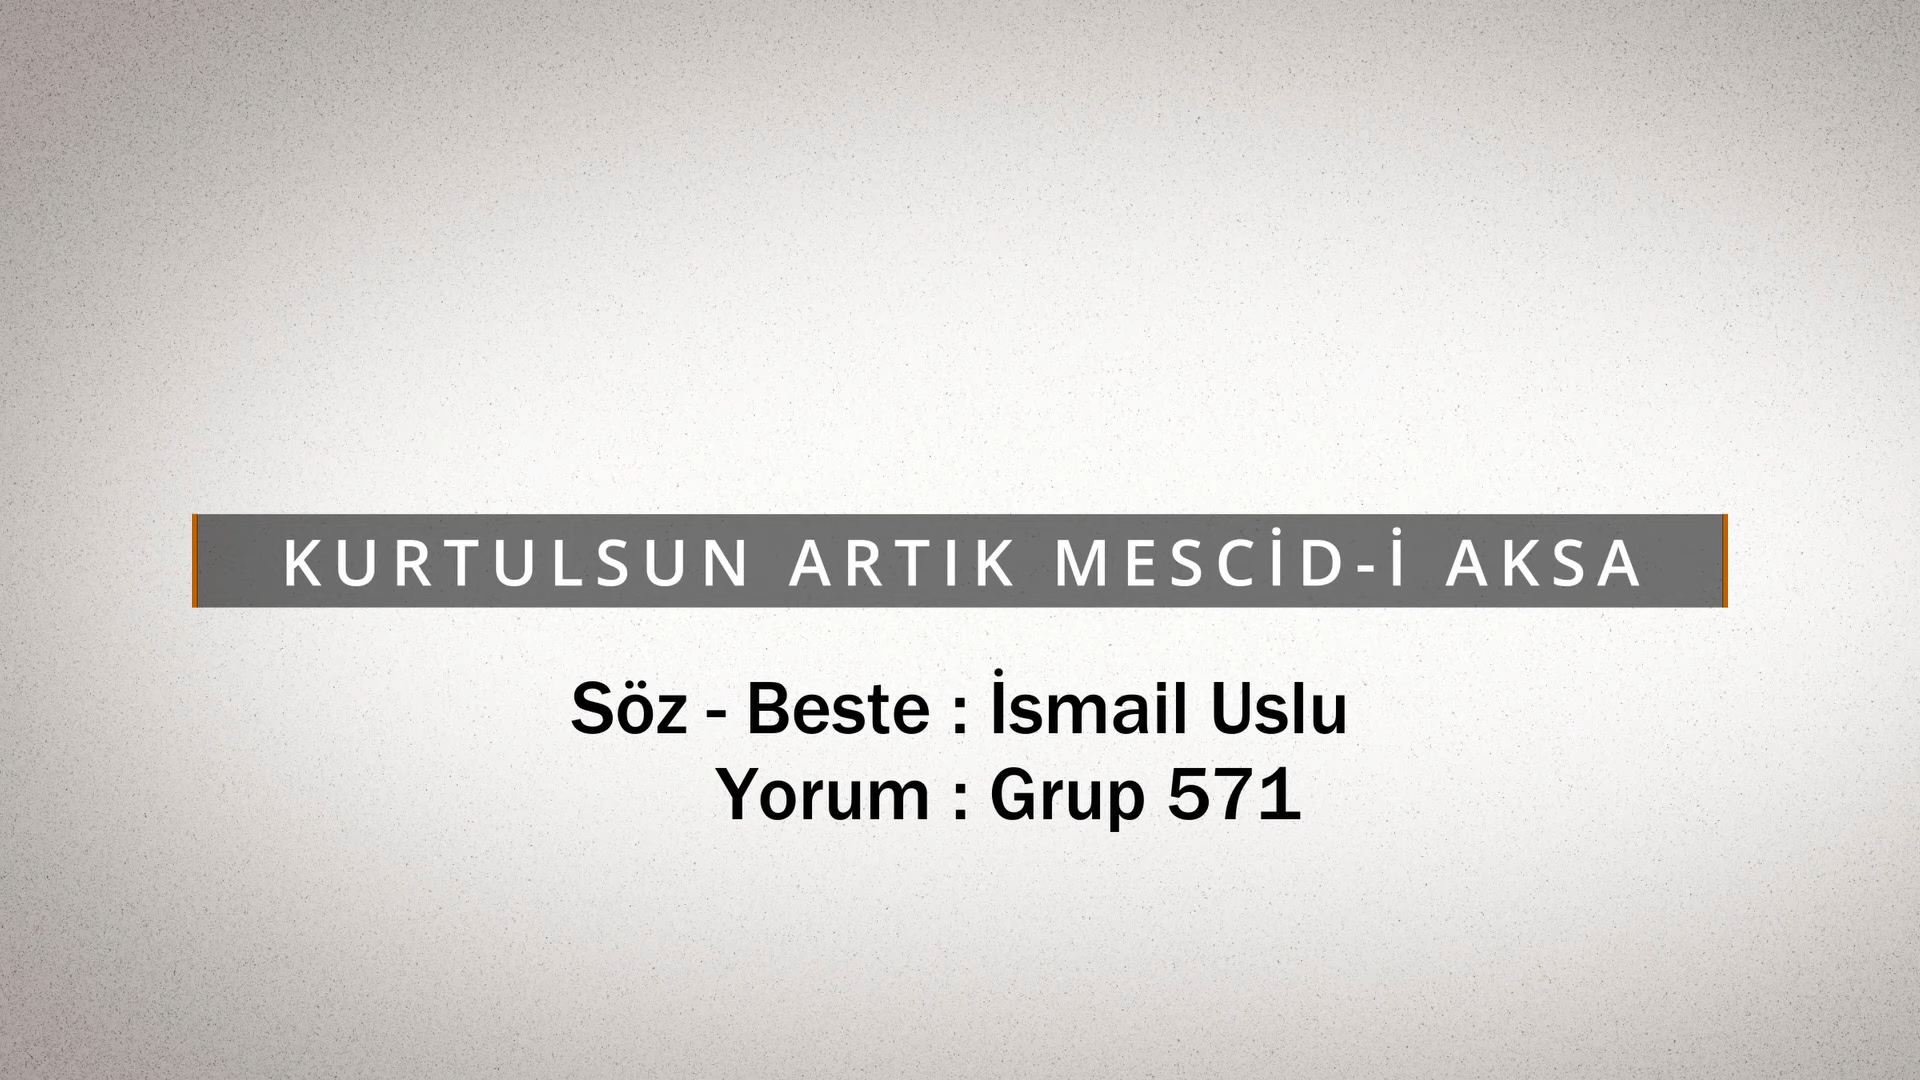 KURTULSUN ARTIK MESCİD-İ AKSA
Söz - Beste : İsmail Uslu
Yorum : Grup 571